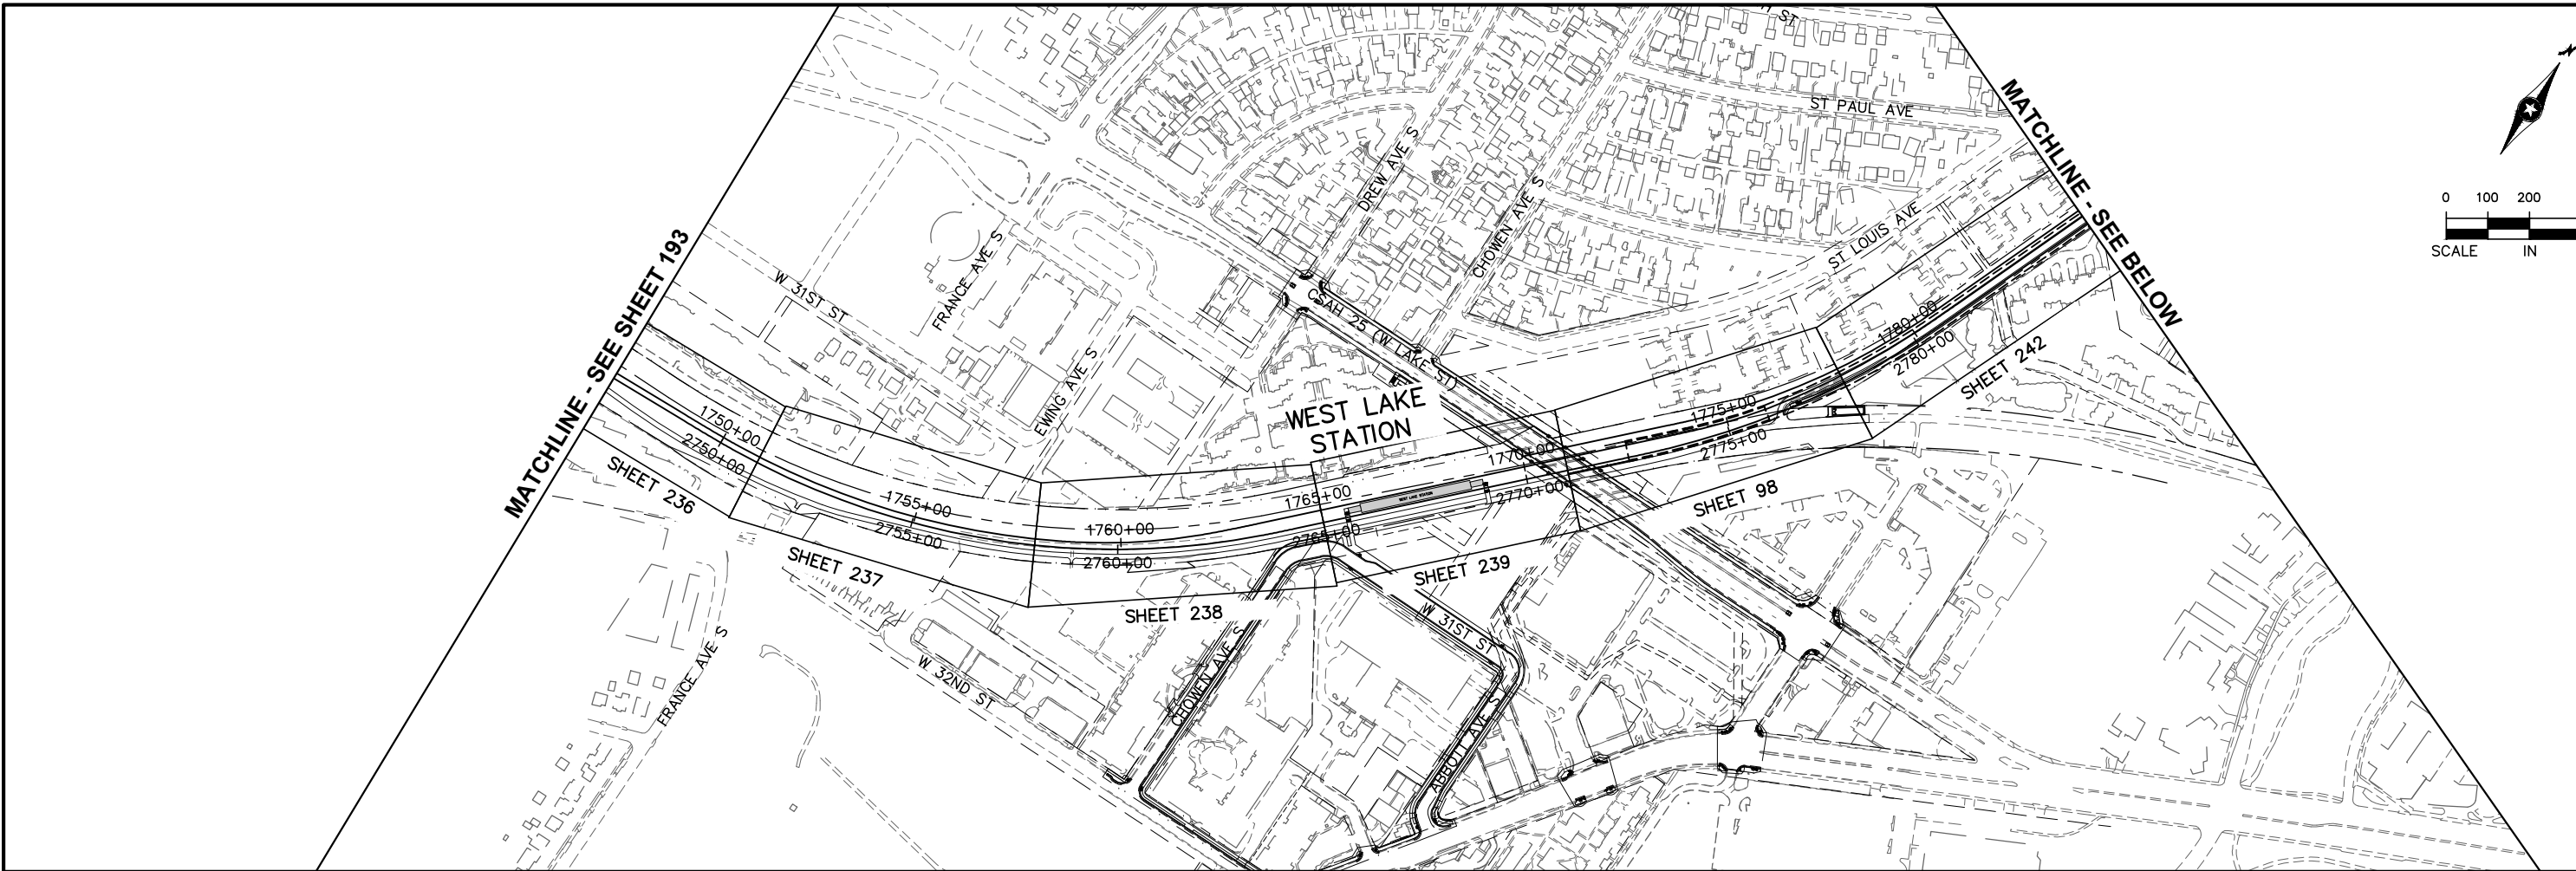 H ST
N
ST PAUL AVE
MATCHLINE - SEE BELOW
0 100 200
SCALE IN
DREW AVE S
CHOWEN AVE S
ST LOUIS AVE
MATCHLINE - SEE SHEET 193
W 31ST ST
FRANCE AVE S
CSAH 25 (W LAKE ST)
EWING AVE S
WEST LAKE
STATION
1780+00
2780+00
SHEET 242
1750+00
2750+00
SHEET 236
1775+00
2775+00
1770+00
2770+00
SHEET 98
1765+00
2765+00
WEST LAKE STATION
1755+00
2755+00
1760+00
2760+00
SHEET 237
SHEET 238
SHEET 239
W 31ST ST
CHOWEN AVE S
W 32ND ST
FRANCE AVE S
ABBOTT AVE S